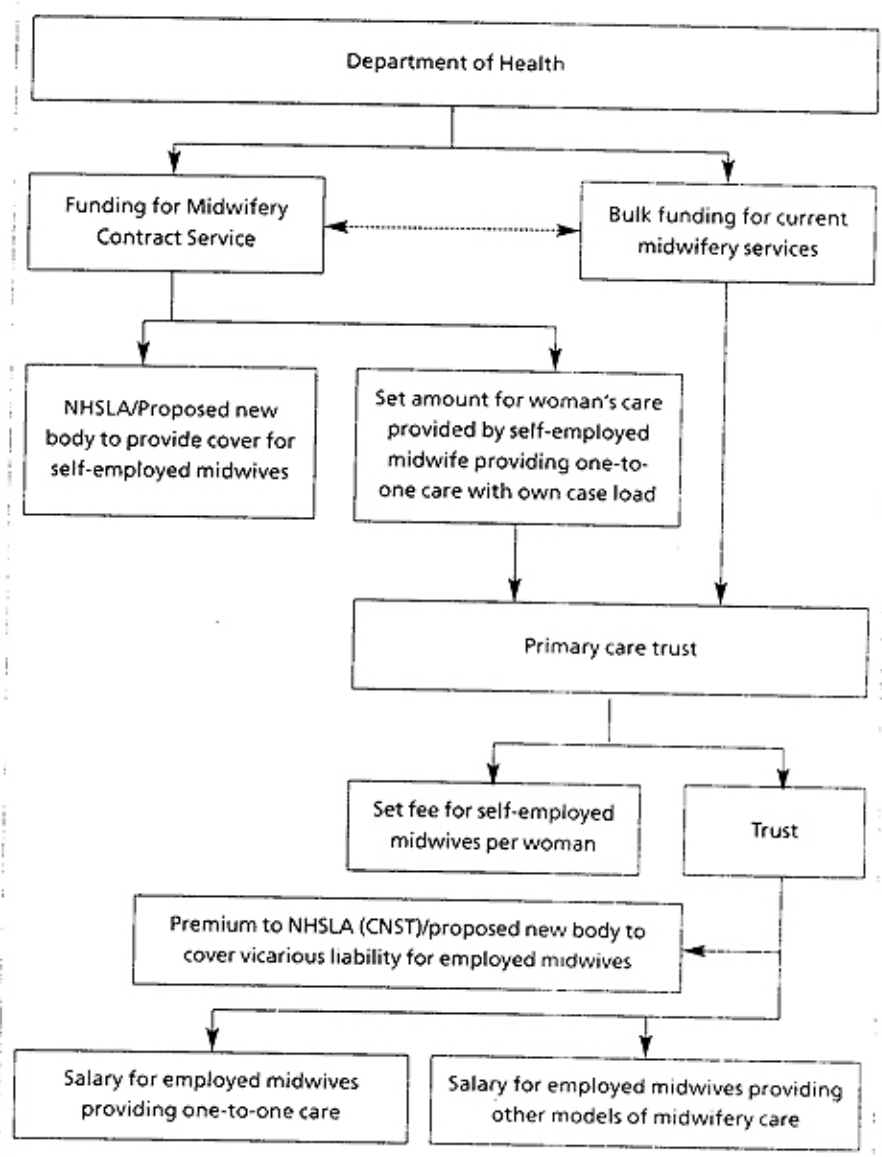 Department of Health
Funding for Midwifery
Contract Service
Bulk funding for current
midwifery services
NHSLA/Proposed new
body to provide cover for
self-employed midwives
Set amount for woman's care
provided by self-employed
midwife providing one-to-
one care with own case load
Primary care trust
Set fee for self-employed
midwives per woman
Trust
Premium to NHSLA (CNST)/proposed new body to
cover vicarious liability for employed midwives
Salary for employed midwives
providing one-to-one care
Salary for employed midwives providing
other models of midwifery care